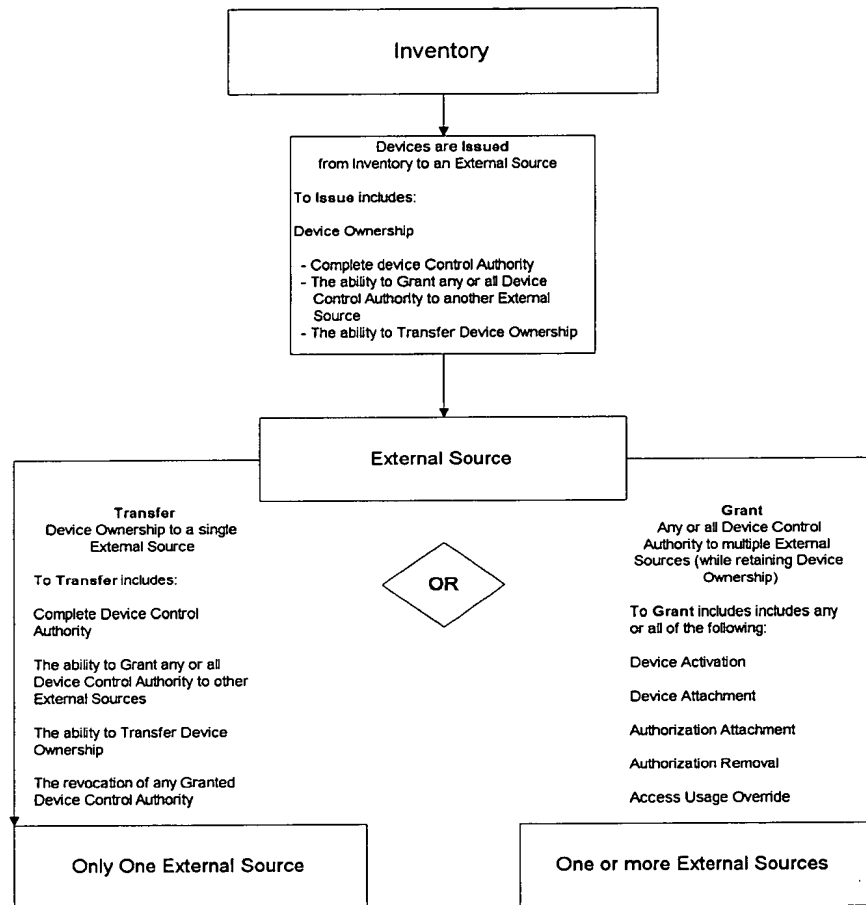 Inventory
Devices are Issued
from Inventory to an External Source
To Issue includes:
Device Ownership
- Complete device Control Authority
- The ability to Grant any or all Device
Control Authority to another External
Source
- The ability to Transfer Device Ownership
External Source
Transfer
Device Ownership to a single
External Source
To Transfer includes:
Complete Device Control
Authority
The ability to Grant any or all
Device Control Authority to other
External Sources
The ability to Transfer Device
Ownership
The revocation of any Granted
Device Control Authority
OR
Grant
Any or all Device Control
Authority to multiple External
Sources (while retaining Device
Ownership)
To Grant includes includes any
or all of the following:
Device Activation
Device Attachment
Authorization Attachment
Authorization Removal
Access Usage Override
Only One External Source
One or more External Sources